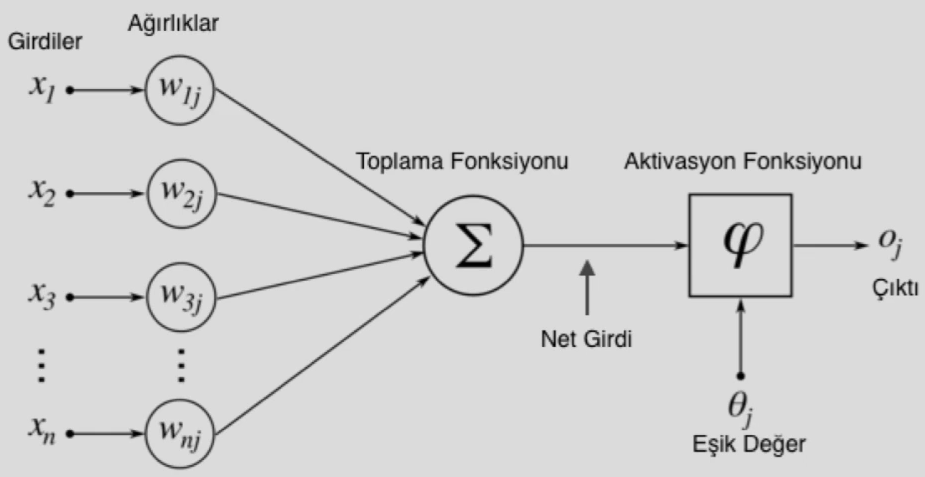 Girdiler
Ağırlıklar
x₁
w₁ⱼ
x₂
w₂ⱼ
x₃
w₃ⱼ
⋮
⋮
xₙ
wₙⱼ
Toplama Fonksiyonu
Σ
Net Girdi
Aktivasyon Fonksiyonu
φ
oⱼ
Çıktı
θⱼ
Eşik Değer